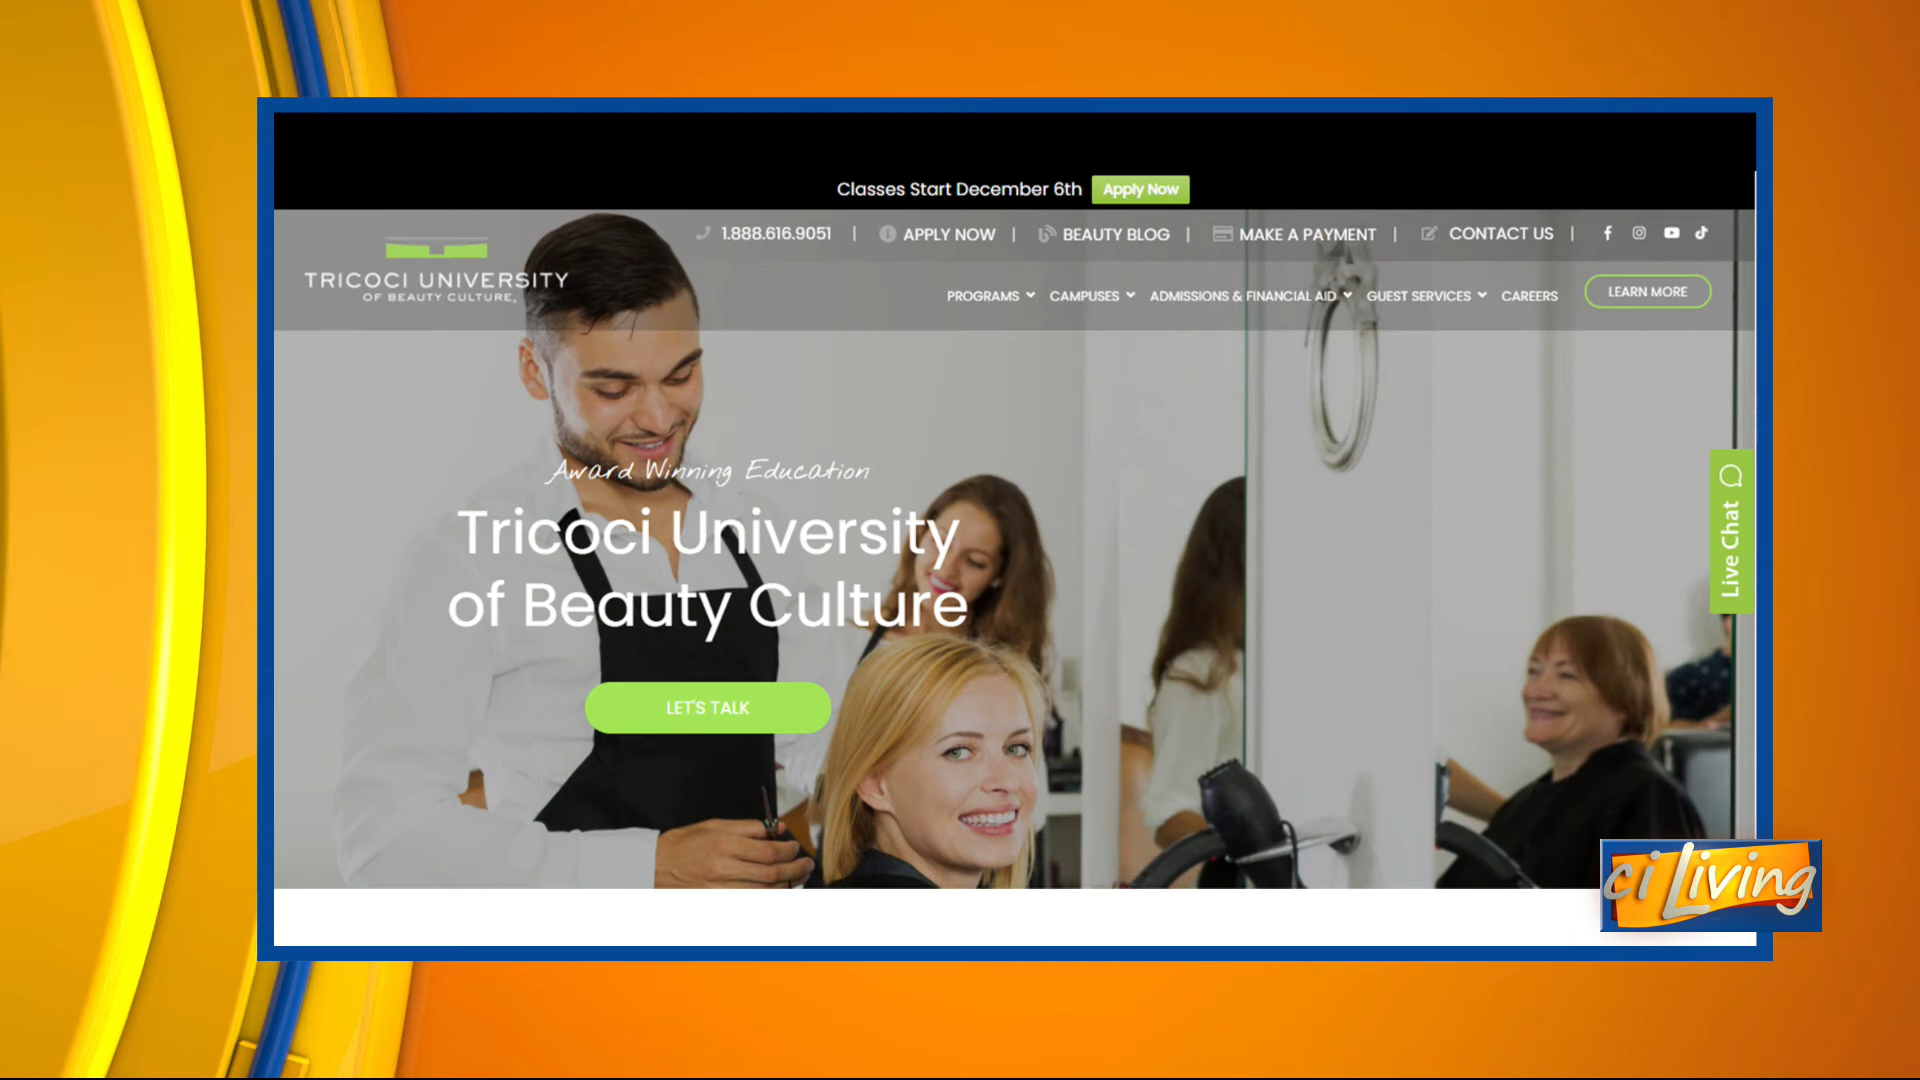 Classes Start December 6th Apply Now
1.888.616.9051 | APPLY NOW | BEAUTY BLOG | MAKE A PAYMENT | CONTACT US |
TRICOCI UNIVERSITY
OF BEAUTY CULTURE
PROGRAMS CAMPUSES ADMISSIONS & FINANCIAL AID GUEST SERVICES CAREERS LEARN MORE
Award Winning Education
Tricoci University
of Beauty Culture
LET'S TALK
Live Chat
ci Living